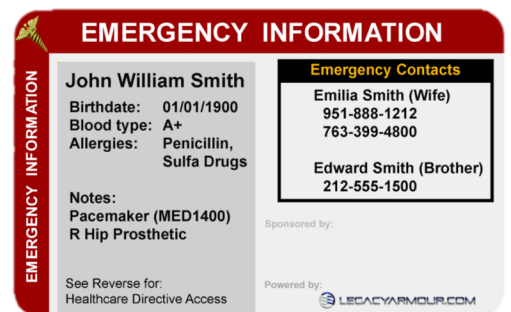 EMERGENCY INFORMATION
EMERGENCY INFORMATION
John William Smith
Birthdate: 01/01/1900
Blood type: A+
Allergies: Penicillin,
Sulfa Drugs
Notes:
Pacemaker (MED1400)
R Hip Prosthetic
See Reverse for:
Healthcare Directive Access
Emergency Contacts
Emilia Smith (Wife)
951-888-1212
763-399-4800
Edward Smith (Brother)
212-555-1500
Sponsored by:
Powered by:
LEGACYARMOUR.COM